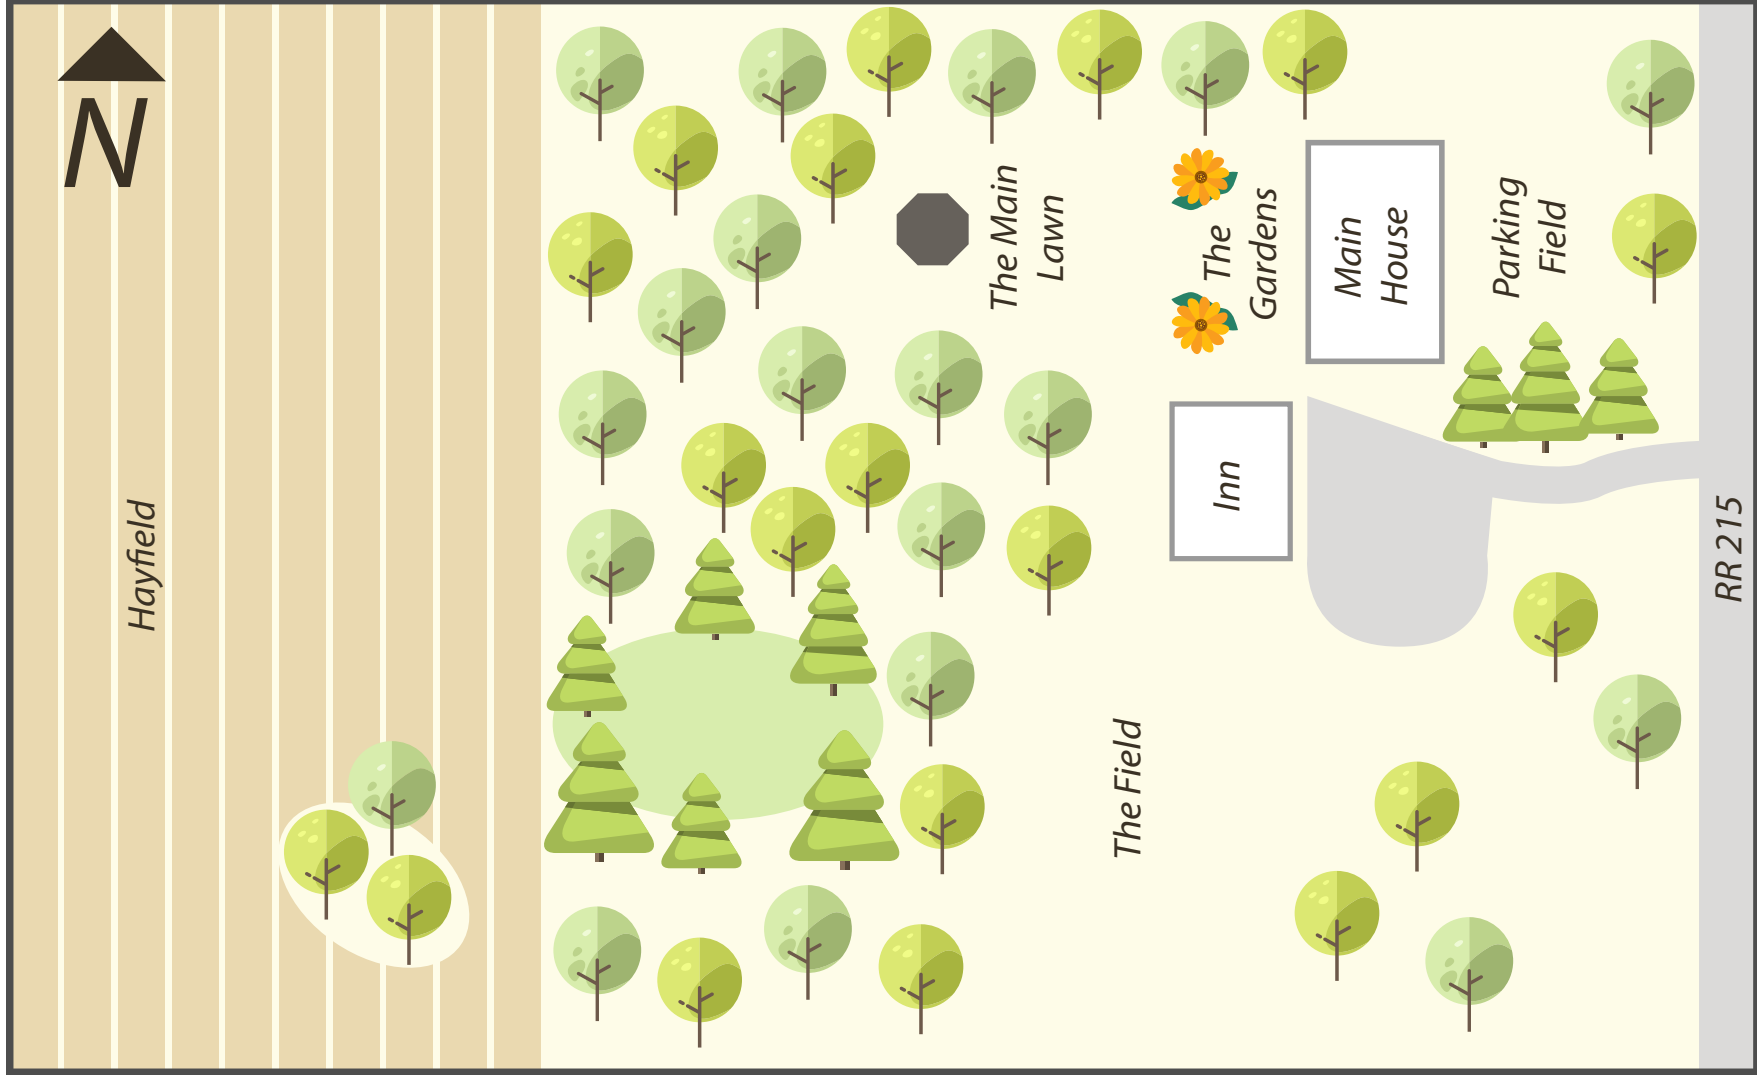 N
Hayfield
The Main
Lawn
The
Gardens
Main
House
Parking
Field
Inn
The Field
RR 215